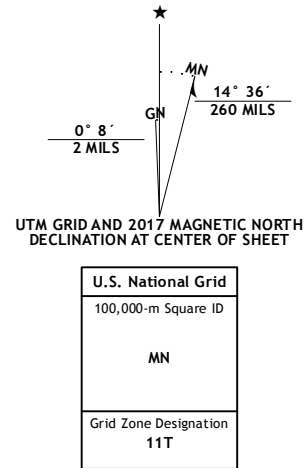 ★
MN
GN
14° 36´
260 MILS
0° 8´
2 MILS
UTM GRID AND 2017 MAGNETIC NORTH
DECLINATION AT CENTER OF SHEET
U.S. National Grid
100,000-m Square ID
MN
Grid Zone Designation
11T